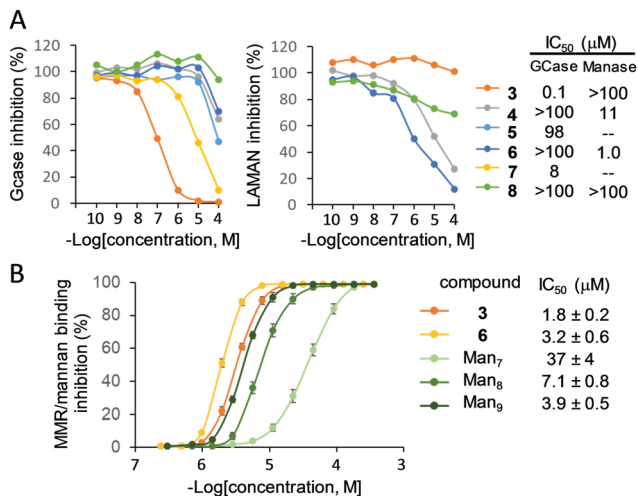 A
Gcase inhibition (%)
120
100
80
60
40
20
0
10 9 8 7 6 5 4
-Log[concentration, M]
LAMAN inhibition (%)
120
100
80
60
40
20
0
10 9 8 7 6 5 4
-Log[concentration, M]
IC50 (μM)
GCase Manase
3 0.1 >100
4 >100 11
5 98 --
6 >100 1.0
7 8 --
8 >100 >100
B
MMR/mannan binding
inhibition (%)
100
80
60
40
20
0
7 6 5 4 3
-Log[concentration, M]
compound IC50 (μM)
3 1.8 ± 0.2
6 3.2 ± 0.6
Man7 37 ± 4
Man8 7.1 ± 0.8
Man9 3.9 ± 0.5